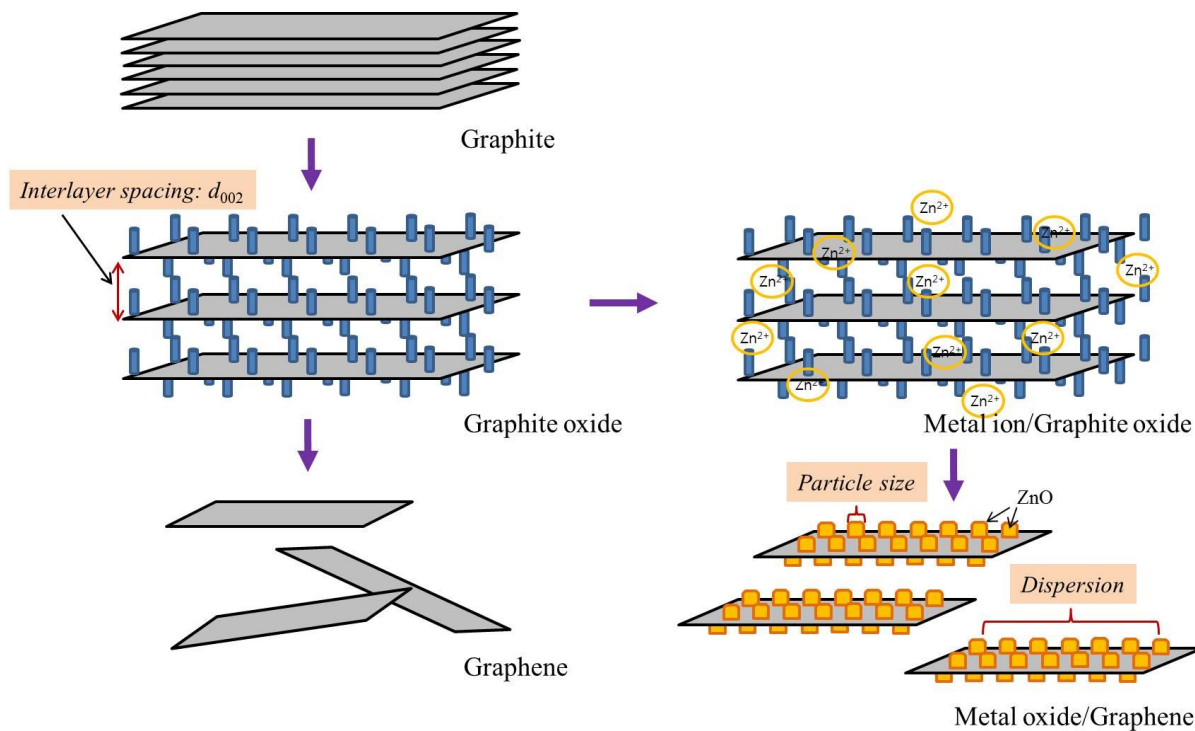 Graphite
Interlayer spacing: d₀₀₂
Zn²⁺
Zn²⁺
Zn²⁺
Zn²⁺
Zn²⁺
Zn²⁺
Zn²⁺
Zn²⁺
Zn²⁺
Zn²
Zn²⁺
Graphite oxide
Metal ion/Graphite oxide
Particle size
ZnO
Dispersion
Graphene
Metal oxide/Graphene